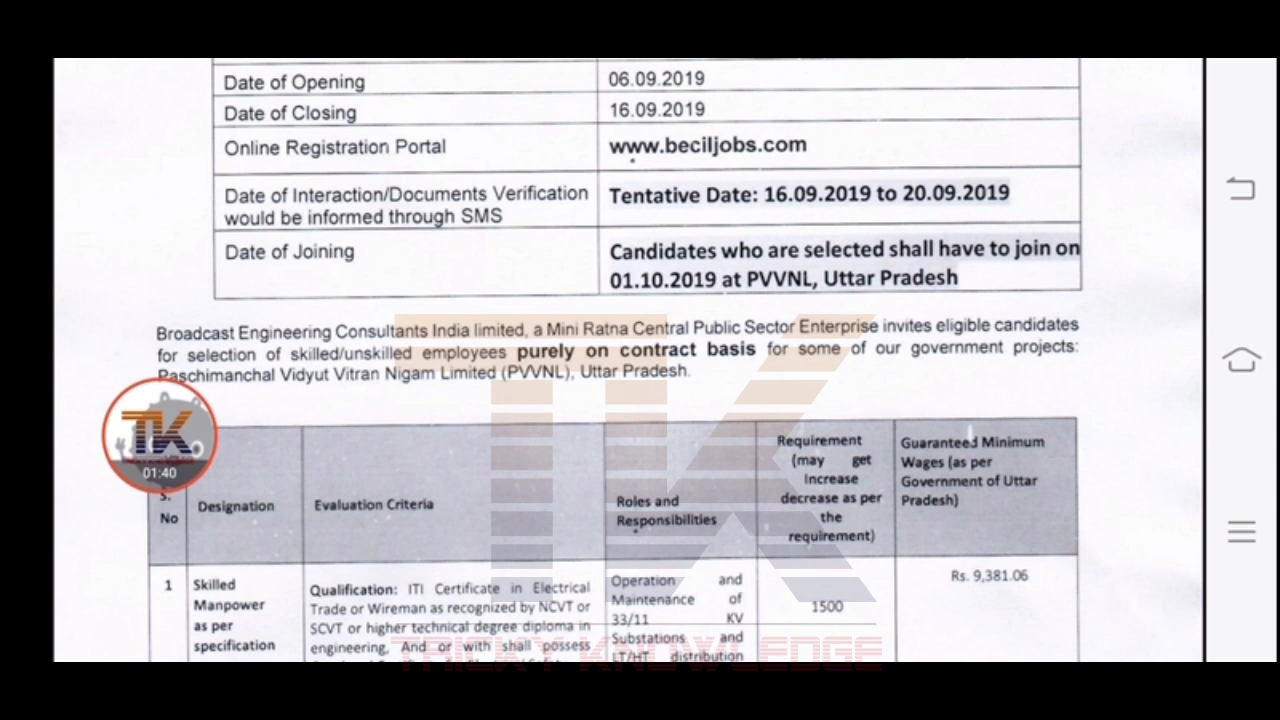 Date of Opening
06.09.2019
Date of Closing
16.09.2019
Online Registration Portal
www.beciljobs.com
Date of Interaction/Documents Verification
would be informed through SMS
Tentative Date: 16.09.2019 to 20.09.2019
Date of Joining
Candidates who are selected shall have to join on
01.10.2019 at PVVNL, Uttar Pradesh
Broadcast Engineering Consultants India limited, a Mini Ratna Central Public Sector Enterprise invites eligible candidates
for selection of skilled/unskilled employees purely on contract basis for some of our government projects:
Paschimanchal Vidyut Vitran Nigam Limited (PVVNL), Uttar Pradesh.
TK
01:40
S.
No
Designation
Evaluation Criteria
Roles and
Responsibilities
Requirement
(may get
Increase
decrease as per
the
requirement)
Guaranteed Minimum
Wages (as per
Government of Uttar
Pradesh)
1
Skilled
Manpower
as per
specification
Qualification: ITI Certificate in Electrical
Trade or Wireman as recognized by NCVT or
SCVT or higher technical degree diploma in
engineering, And or with shall possess
Operation and
Maintenance of
33/11 KV
Substations and
LT/HT distribution
1500
Rs. 9,381.06
TK
TRICKY KNOWLEDGE